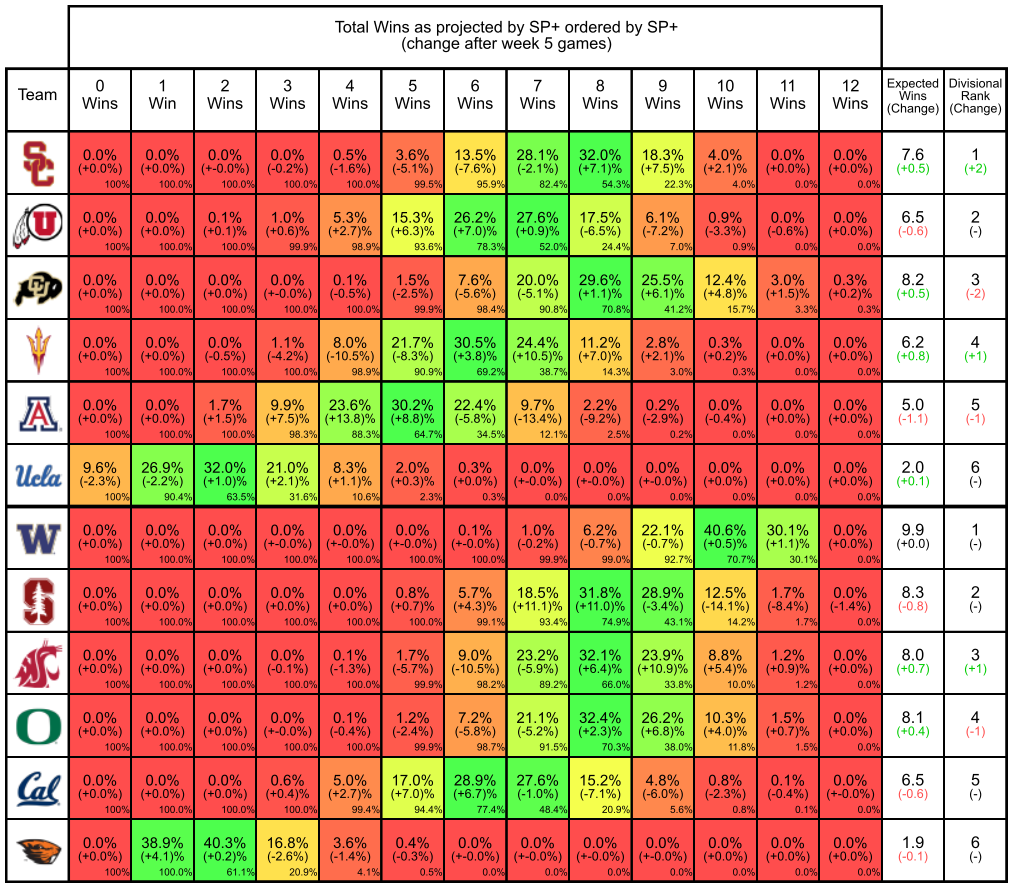 Total Wins as projected by SP+ ordered by SP+
(change after week 5 games)
Team 0 Wins 1 Win 2 Wins 3 Wins 4 Wins 5 Wins 6 Wins 7 Wins 8 Wins 9 Wins 10 Wins 11 Wins 12 Wins Expected Wins (Change) Divisional Rank (Change)
SC 0.0% 0.0% 0.0% 0.0% 0.5% 3.6% 13.5% 28.1% 32.0% 18.3% 4.0% 0.0% 0.0% 7.6 1
(+0.0%) (+0.0%) (+-0.0%) (-0.2%) (-1.6%) (-5.1%) (-7.6%) (-2.1%) (+7.1)% (+7.5)% (+2.1)% (+0.0%) (+0.0%) (+0.5) (+2)
100% 100.0% 100.0% 100.0% 100.0% 99.5% 95.9% 82.4% 54.3% 22.3% 4.0% 0.0% 0.0%
U 0.0% 0.0% 0.1% 1.0% 5.3% 15.3% 26.2% 27.6% 17.5% 6.1% 0.9% 0.0% 0.0% 6.5 2
(+0.0%) (+0.0%) (+0.1)% (+0.6)% (+2.7)% (+6.3)% (+7.0)% (+0.9)% (-6.5%) (-7.2%) (-3.3%) (-0.6%) (+0.0%) (-0.6) (-)
100% 100.0% 100.0% 99.9% 98.9% 93.6% 78.3% 52.0% 24.4% 7.0% 0.9% 0.0% 0.0%
CU 0.0% 0.0% 0.0% 0.0% 0.1% 1.5% 7.6% 20.0% 29.6% 25.5% 12.4% 3.0% 0.3% 8.2 3
(+0.0%) (+0.0%) (+0.0%) (+-0.0%) (-0.5%) (-2.5%) (-5.6%) (-5.1%) (+1.1)% (+6.1)% (+4.8)% (+1.5)% (+0.2)% (+0.5) (-2)
100% 100.0% 100.0% 100.0% 100.0% 99.9% 98.4% 90.8% 70.8% 41.2% 15.7% 3.3% 0.3%
0.0% 0.0% 0.0% 1.1% 8.0% 21.7% 30.5% 24.4% 11.2% 2.8% 0.3% 0.0% 0.0% 6.2 4
(+0.0%) (+0.0%) (-0.5%) (-4.2%) (-10.5%) (-8.3%) (+3.8)% (+10.5)% (+7.0)% (+2.1)% (+0.2)% (+0.0%) (+0.0%) (+0.8) (+1)
100% 100.0% 100.0% 100.0% 98.9% 90.9% 69.2% 38.7% 14.3% 3.0% 0.3% 0.0% 0.0%
A 0.0% 0.0% 1.7% 9.9% 23.6% 30.2% 22.4% 9.7% 2.2% 0.2% 0.0% 0.0% 0.0% 5.0 5
(+0.0%) (+0.0%) (+1.5)% (+7.5)% (+13.8)% (+8.8)% (-5.8%) (-13.4%) (-9.2%) (-2.9%) (-0.4%) (+0.0%) (+0.0%) (-1.1) (-1)
100% 100.0% 100.0% 98.3% 88.3% 64.7% 34.5% 12.1% 2.5% 0.2% 0.0% 0.0% 0.0%
Ucla 9.6% 26.9% 32.0% 21.0% 8.3% 2.0% 0.3% 0.0% 0.0% 0.0% 0.0% 0.0% 0.0% 2.0 6
(-2.3%) (-2.2%) (+1.0)% (+2.1)% (+1.1)% (+0.3)% (+-0.0%) (+-0.0%) (+-0.0%) (+-0.0%) (+0.0%) (+0.0%) (+0.0%) (+0.1) (-)
100% 90.4% 63.5% 31.6% 10.6% 2.3% 0.3% 0.0% 0.0% 0.0% 0.0% 0.0% 0.0%
W 0.0% 0.0% 0.0% 0.0% 0.0% 0.0% 0.1% 1.0% 6.2% 22.1% 40.6% 30.1% 0.0% 9.9 1
(+0.0%) (+0.0%) (+0.0%) (+-0.0%) (+-0.0%) (+-0.0%) (+-0.0%) (-0.2%) (-0.7%) (-0.7%) (+0.5)% (+1.1)% (+0.0%) (+0.0) (-)
100% 100.0% 100.0% 100.0% 100.0% 100.0% 100.0% 99.9% 99.0% 92.7% 70.7% 30.1% 0.0%
S 0.0% 0.0% 0.0% 0.0% 0.0% 0.8% 5.7% 18.5% 31.8% 28.9% 12.5% 1.7% 0.0% 8.3 2
(+0.0%) (+0.0%) (+0.0%) (+0.0%) (+0.0%) (+0.7)% (+4.3)% (+11.1)% (+11.0)% (-3.4%) (-14.1%) (-8.4%) (-1.4%) (-0.8) (-)
100% 100.0% 100.0% 100.0% 100.0% 100.0% 99.1% 93.4% 74.9% 43.1% 14.2% 1.7% 0.0%
WSU 0.0% 0.0% 0.0% 0.0% 0.1% 1.7% 9.0% 23.2% 32.1% 23.9% 8.8% 1.2% 0.0% 8.0 3
(+0.0%) (+0.0%) (+0.0%) (-0.1%) (-1.3%) (-5.7%) (-10.5%) (-5.9%) (+6.4)% (+10.9)% (+5.4)% (+0.9)% (+0.0%) (+0.7) (+1)
100% 100.0% 100.0% 100.0% 100.0% 99.9% 98.2% 89.2% 66.0% 33.8% 10.0% 1.2% 0.0%
O 0.0% 0.0% 0.0% 0.0% 0.1% 1.2% 7.2% 21.1% 32.4% 26.2% 10.3% 1.5% 0.0% 8.1 4
(+0.0%) (+0.0%) (+0.0%) (+-0.0%) (-0.4%) (-2.4%) (-5.8%) (-5.2%) (+2.3)% (+6.8)% (+4.0)% (+0.7)% (+0.0%) (+0.4) (-1)
100% 100.0% 100.0% 100.0% 100.0% 99.9% 98.7% 91.5% 70.3% 38.0% 11.8% 1.5% 0.0%
Cal 0.0% 0.0% 0.0% 0.6% 5.0% 17.0% 28.9% 27.6% 15.2% 4.8% 0.8% 0.1% 0.0% 6.5 5
(+0.0%) (+0.0%) (+0.0%) (+0.4)% (+2.7)% (+7.0)% (+6.7)% (-1.0%) (-7.1%) (-6.0%) (-2.3%) (-0.4%) (+-0.0%) (-0.6) (-)
100% 100.0% 100.0% 100.0% 99.4% 94.4% 77.4% 48.4% 20.9% 5.6% 0.8% 0.1% 0.0%
0.0% 38.9% 40.3% 16.8% 3.6% 0.4% 0.0% 0.0% 0.0% 0.0% 0.0% 0.0% 0.0% 1.9 6
(+0.0%) (+4.1)% (+0.2)% (-2.6%) (-1.4%) (-0.3%) (+-0.0%) (+-0.0%) (+-0.0%) (+-0.0%) (+0.0%) (+0.0%) (+0.0%) (-0.1) (-)
100% 100.0% 61.1% 20.9% 4.1% 0.5% 0.0% 0.0% 0.0% 0.0% 0.0% 0.0% 0.0%